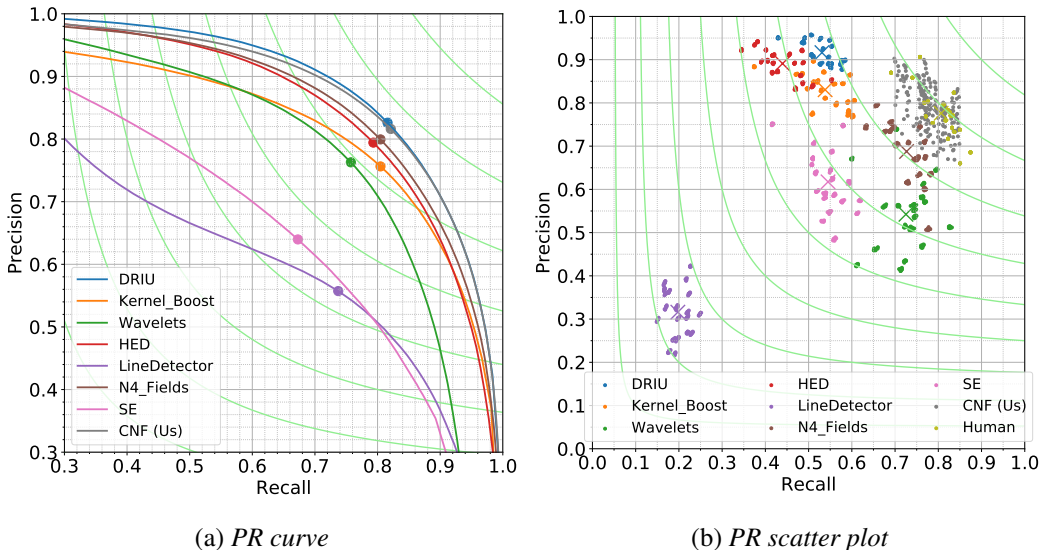 1.0
0.9
0.8
0.7
0.6
0.5
0.4
0.3
Precision
DRIU
Kernel_Boost
Wavelets
HED
LineDetector
N4_Fields
SE
CNF (Us)
0.3 0.4 0.5 0.6 0.7 0.8 0.9 1.0
Recall
(a) PR curve
1.0
0.9
0.8
0.7
0.6
0.5
0.4
0.3
0.2
0.1
0.0
Precision
DRIU HED SE
Kernel_Boost LineDetector CNF (Us)
Wavelets N4_Fields Human
0.0 0.1 0.2 0.3 0.4 0.5 0.6 0.7 0.8 0.9 1.0
Recall
(b) PR scatter plot